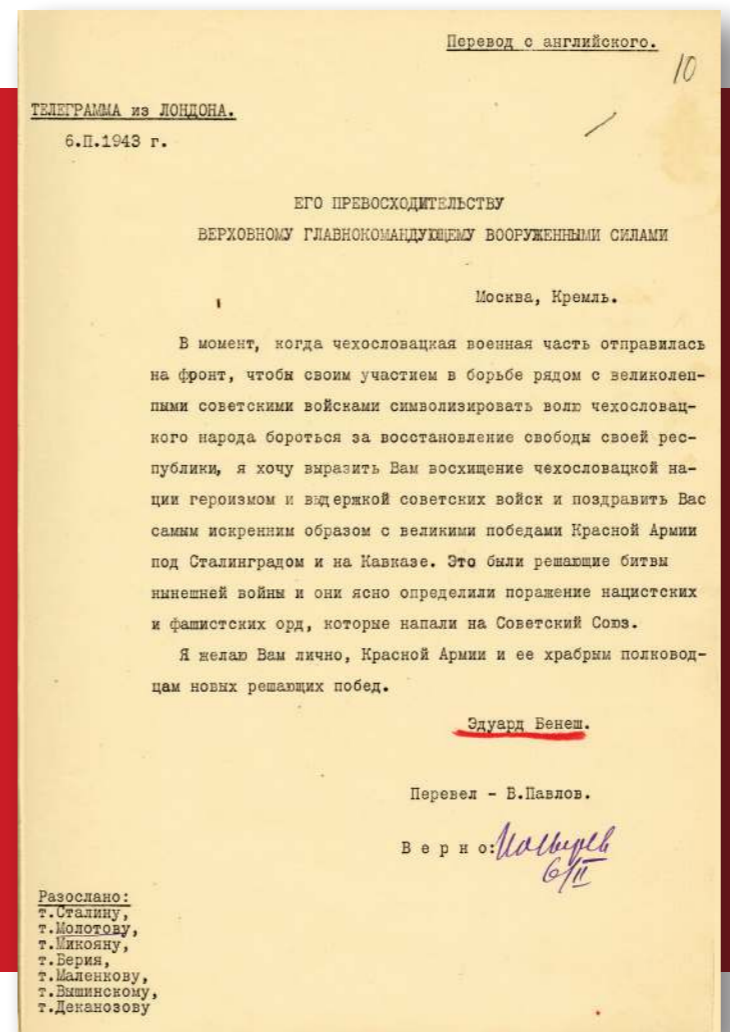 Перевод с английского.
10
ТЕЛЕГРАММА из ЛОНДОНА.
6.П.1943 г.
ЕГО ПРЕВОСХОДИТЕЛЬСТВУ
ВЕРХОВНОМУ ГЛАВНОКОМАНДУЮЩЕМУ ВООРУЖЕННЫМИ СИЛАМИ
Москва, Кремль.
В момент, когда чехословацкая военная часть отправилась
на фронт, чтобы своим участием в борьбе рядом с великолеп-
ными советскими войсками символизировать волю чехословац-
кого народа бороться за восстановление свободы своей рес-
публики, я хочу выразить Вам восхищение чехословацкой на-
ции героизмом и выдержкой советских войск и поздравить Вас
самым искренним образом с великими победами Красной Армии
под Сталинградом и на Кавказе. Это были решающие битвы
нынешней войны и они ясно определили поражение нацистских
и фашистских орд, которые напали на Советский Союз.
Я желаю Вам лично, Красной Армии и ее храбрым полковод-
цам новых решающих побед.
Эдуард Бенеш.
Перевел - В.Павлов.
Верно:
6/II
Разослано:
т.Сталину,
т.Молотову,
т.Микояну,
т.Берия,
т.Маленкову,
т.Вышинскому,
т.Деканозову